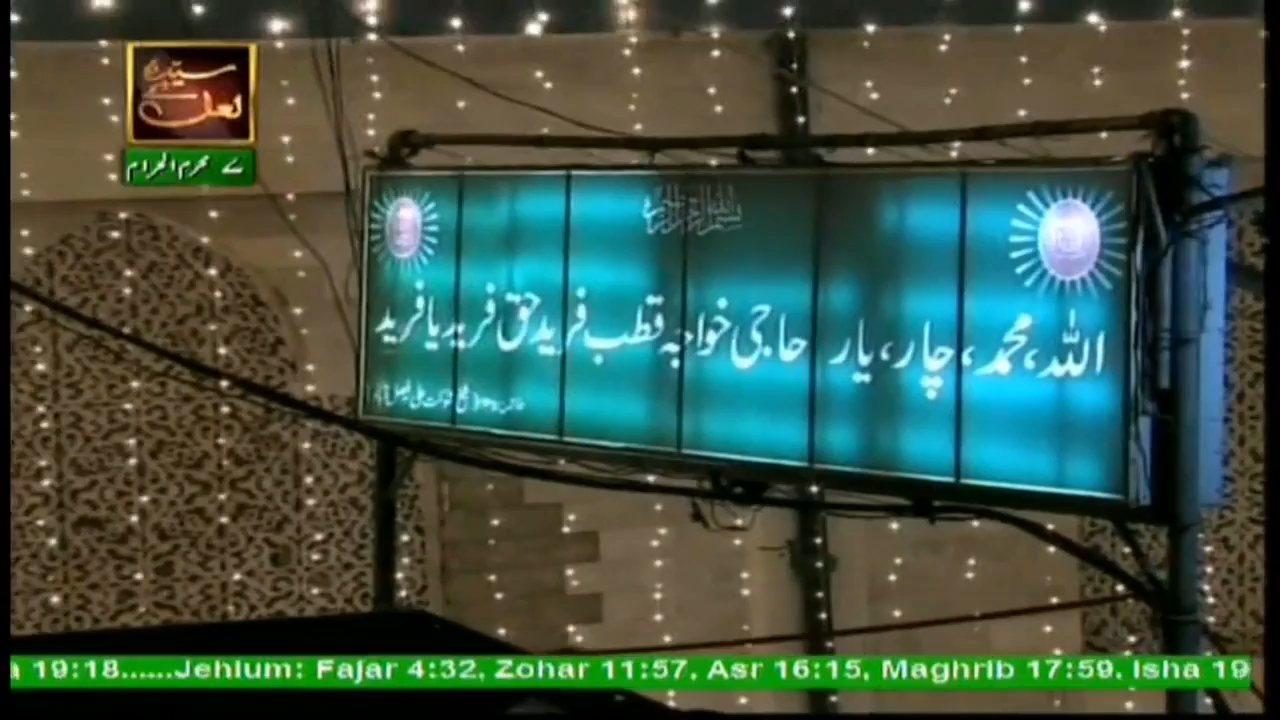 سیدی
لعل
۷ محرم الحرام
بسم اللہ الرحمن الرحیم
اللہ، محمد، چار، یار حاجی خواجہ قطب فرید حق فرید یا فرید
19:18......Jehlum: Fajar 4:32, Zohar 11:57, Asr 16:15, Maghrib 17:59, Isha 19